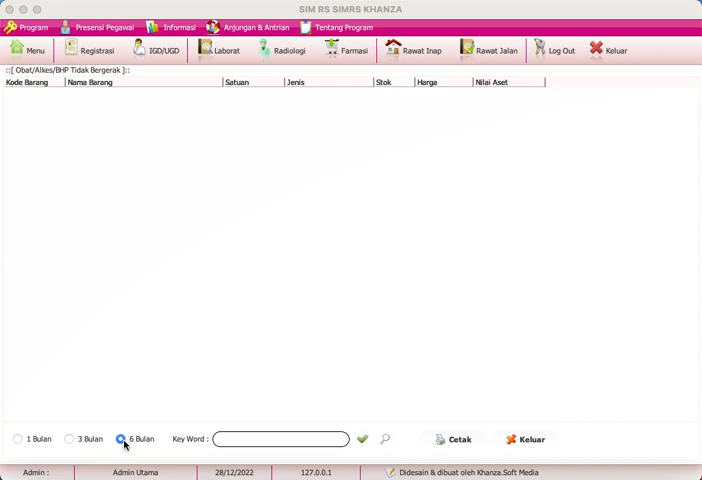 SIM RS SIMRS KHANZA
Program Presensi Pegawai Informasi Anjungan & Antrian Tentang Program
Menu Registrasi IGD/UGD Laborat Radiologi Farmasi Rawat Inap Rawat Jalan Log Out Keluar
::[ Obat/Alkes/BHP Tidak Bergerak ]::
Kode Barang Nama Barang Satuan Jenis Stok Harga Nilai Aset
1 Bulan 3 Bulan 6 Bulan Key Word : Cetak Keluar
Admin : Admin Utama 28/12/2022 127.0.0.1 Didesain & dibuat oleh Khanza.Soft Media